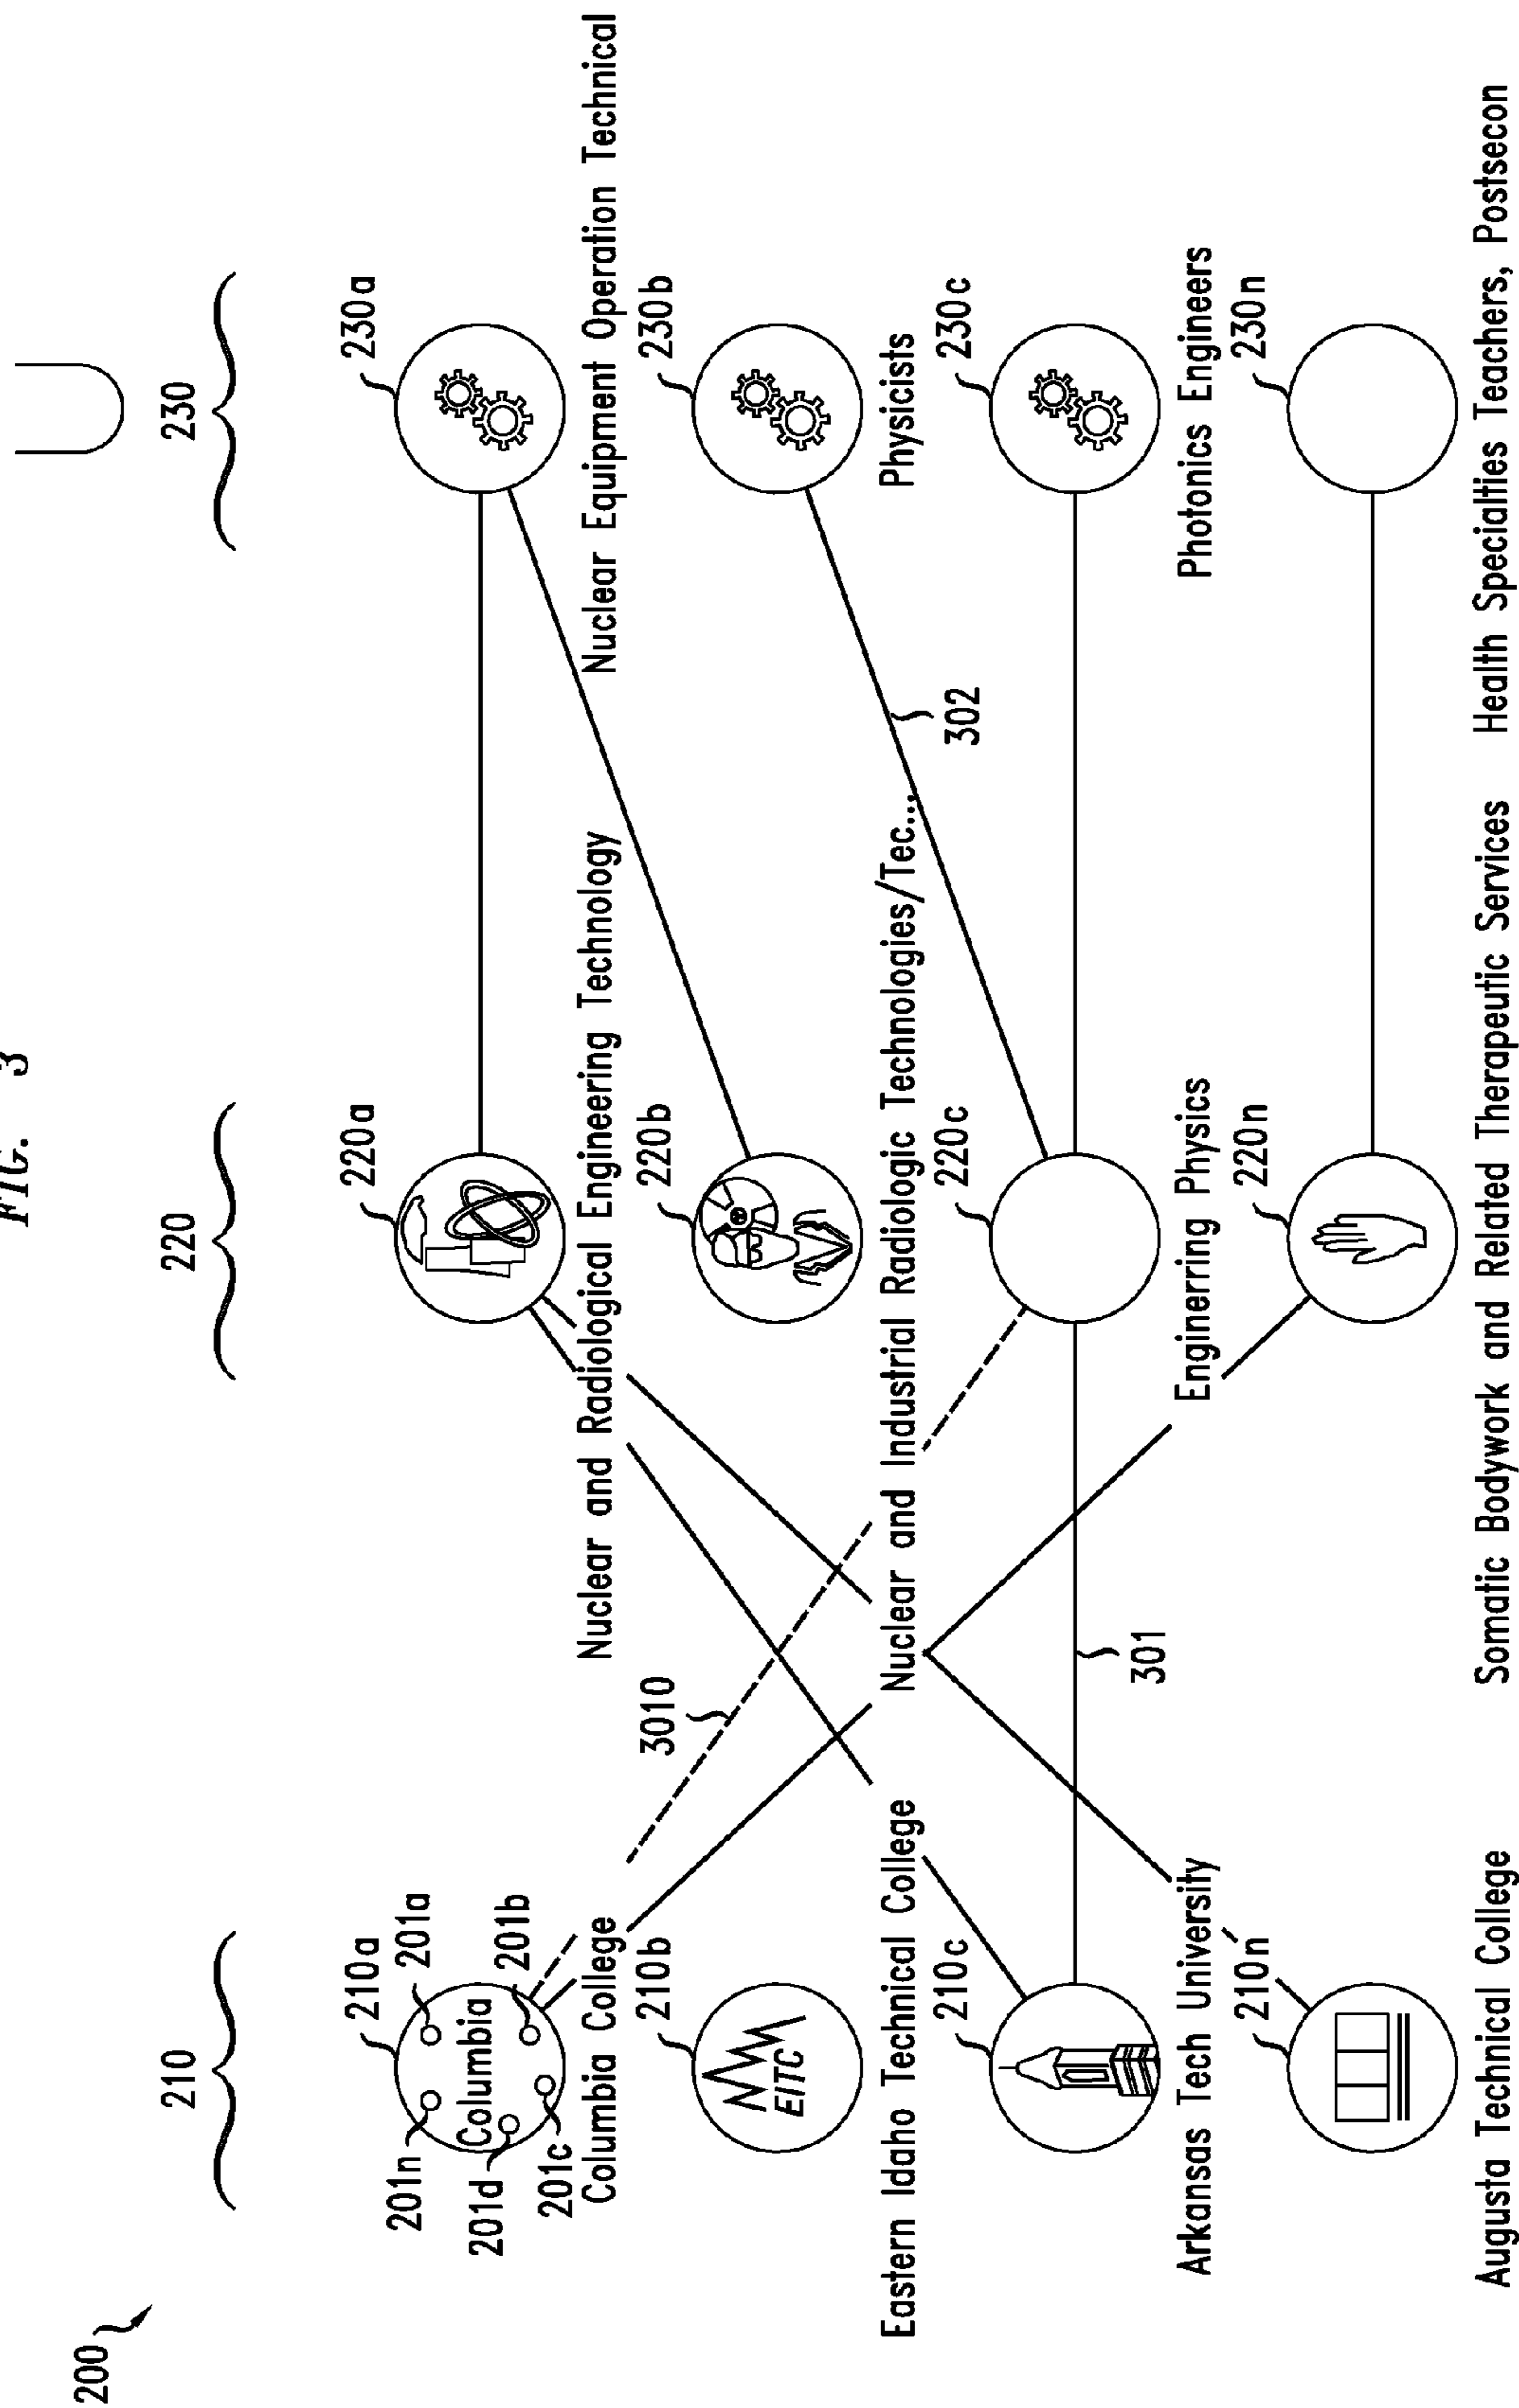 FIG. 3
200
210
220
230
210a
201a
201b
201n
201d
201c
Columbia
Columbia College
220a
Nuclear and Radiological Engineering Technology
230a
Nuclear Equipment Operation Technical
210b
EITC
Eastern Idaho Technical College
3010
220b
Nuclear and Industrial Radiologic Technologies/Tec...
230b
Physicists
302
210c
Arkansas Tech University
301
220c
Enginerring Physics
230c
Photonics Engineers
210n
Augusta Technical College
220n
Somatic Bodywork and Related Therapeutic Services
230n
Health Specialties Teachers, Postsecon